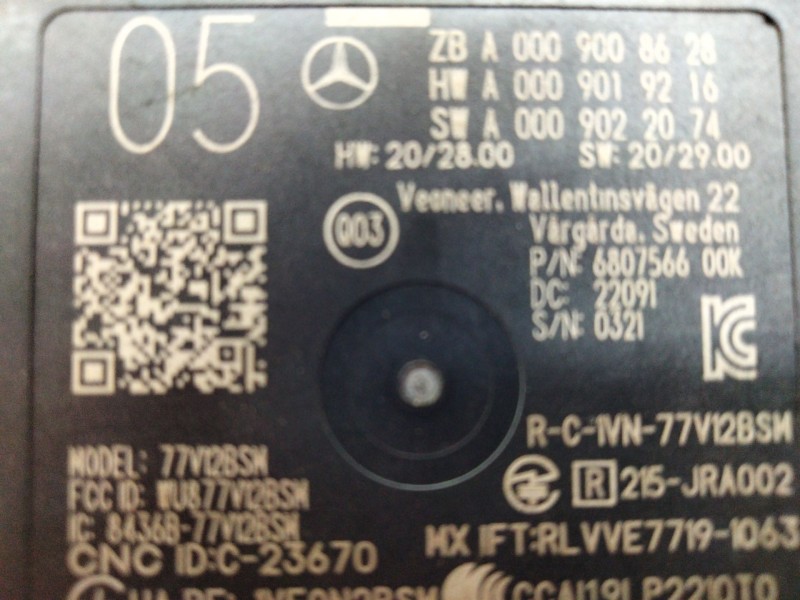 05
ZB A 000 900 86 28
HW A 000 901 92 16
SW A 000 902 20 74
HW: 20/28.00 SW: 20/29.00
003
Veoneer, Wallentinsvägen 22
Vårgårda, Sweden
P/N: 6807566 00K
DC: 22091
S/N: 0321
R-C-1VN-77V12BSM
MODEL: 77V12BSM
FCC ID: WU877V12BSM
IC: 8436B-77V12BSM
R 215-JRA002
CNC ID:C-23670
MX IFT:RLVVE7719-1063
CCAI19LP2210T0